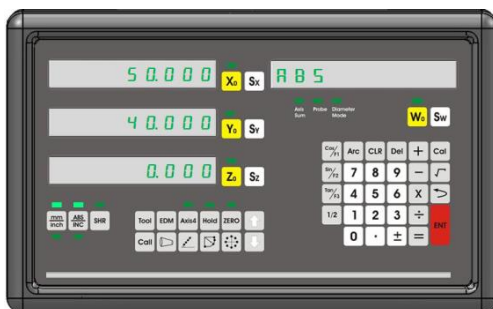 50.000 X₀ Sx
ABS
40.000 Y₀ Sy
Axis Sum Probe Diameter Mode
W₀ Sw
0.000 Z₀ Sz
Cos/F1 Arc CLR Del + Cal
Sin/F2 7 8 9 − √
Tan/F3 4 5 6 X
1/2 1 2 3 ÷ ENT
0 · ± =
mm inch ABS INC SHR
Tool EDM Axis4 Hold ZERO
Call